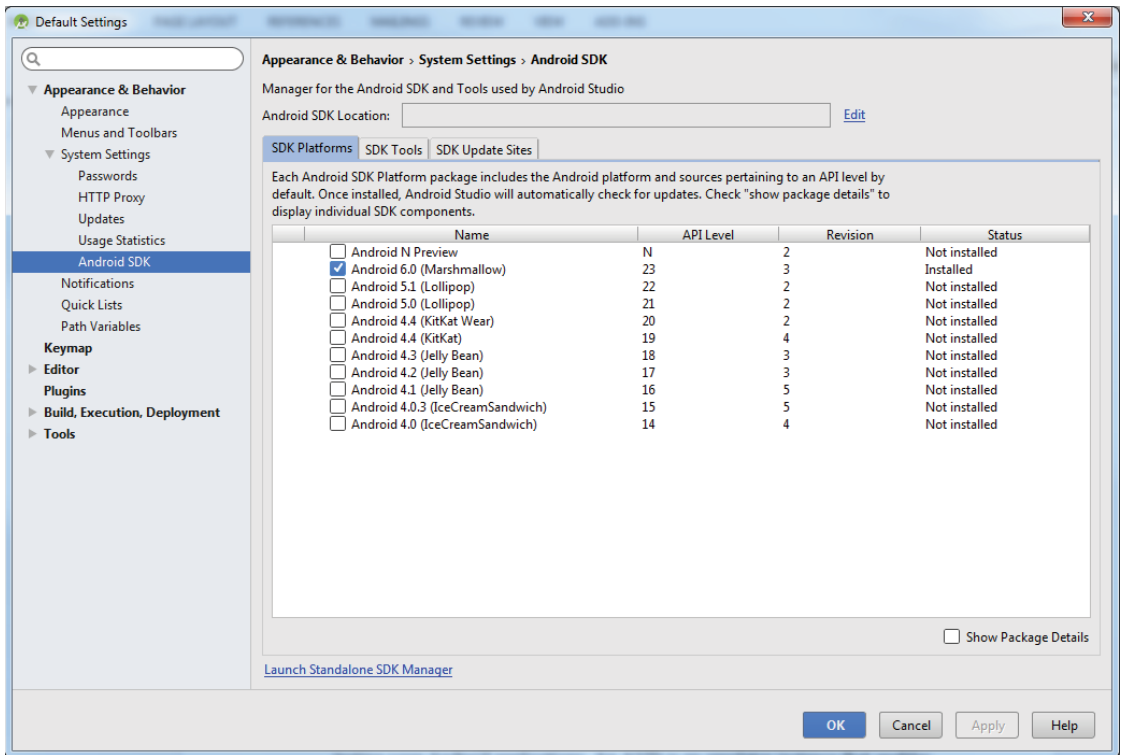 Default Settings
PAGE LAYOUT REFERENCES MAILINGS REVIEW VIEW ADD-INS
Appearance & Behavior
Appearance
Menus and Toolbars
System Settings
Passwords
HTTP Proxy
Updates
Usage Statistics
Android SDK
Notifications
Quick Lists
Path Variables
Keymap
Editor
Plugins
Build, Execution, Deployment
Tools
Appearance & Behavior › System Settings › Android SDK
Manager for the Android SDK and Tools used by Android Studio
Android SDK Location: Edit
SDK Platforms SDK Tools SDK Update Sites
Each Android SDK Platform package includes the Android platform and sources pertaining to an API level by
default. Once installed, Android Studio will automatically check for updates. Check "show package details" to
display individual SDK components.
Name API Level Revision Status
Android N Preview N 2 Not installed
Android 6.0 (Marshmallow) 23 3 Installed
Android 5.1 (Lollipop) 22 2 Not installed
Android 5.0 (Lollipop) 21 2 Not installed
Android 4.4 (KitKat Wear) 20 2 Not installed
Android 4.4 (KitKat) 19 4 Not installed
Android 4.3 (Jelly Bean) 18 3 Not installed
Android 4.2 (Jelly Bean) 17 3 Not installed
Android 4.1 (Jelly Bean) 16 5 Not installed
Android 4.0.3 (IceCreamSandwich) 15 5 Not installed
Android 4.0 (IceCreamSandwich) 14 4 Not installed
Show Package Details
Launch Standalone SDK Manager
OK Cancel Apply Help